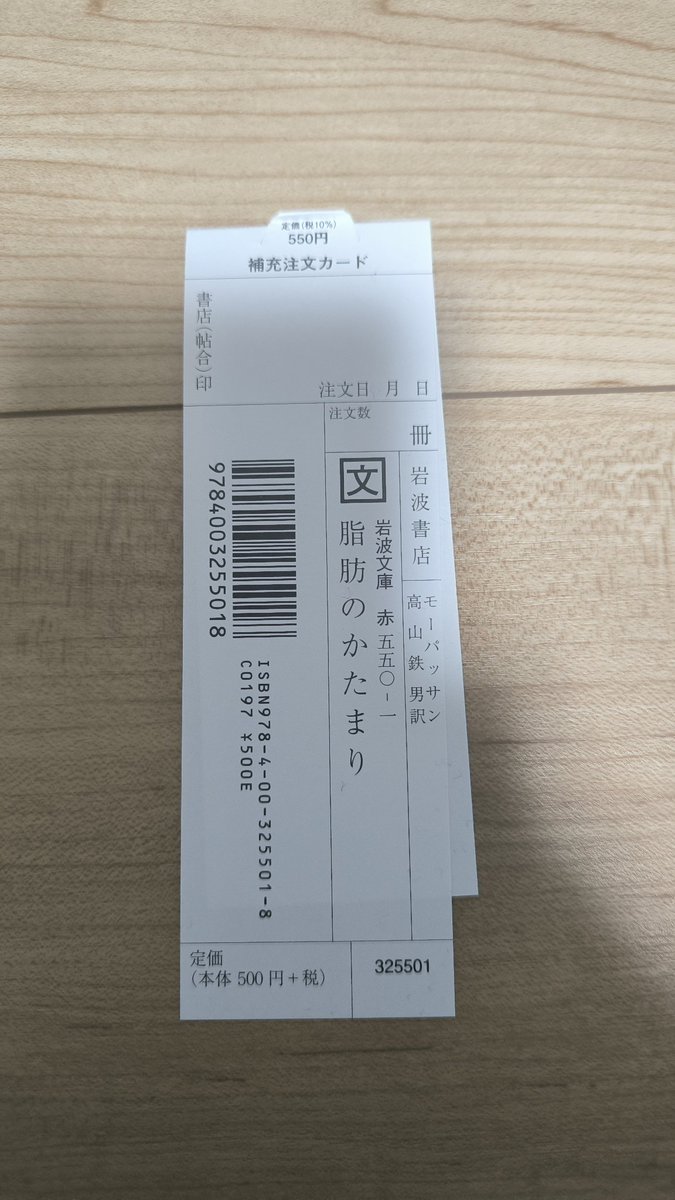 定価(税10%)
550円
補充注文カード
書店(帖合)印
注文日　月　日
注文数
冊
岩波書店
モーパッサン
高山鉄男訳
文
岩波文庫　赤五五〇-一
脂肪のかたまり
9784003255018
ISBN978-4-00-325501-8
C0197 ¥500E
定価
(本体 500円+税)
325501